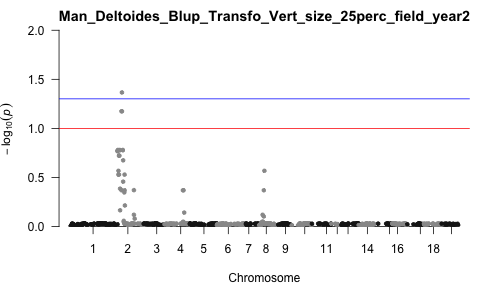 Man_Deltoides_Blup_Transfo_Vert_size_25perc_field_year2
2.0
1.5
1.0
0.5
0.0
− log10(p)
1 2 3 4 5 6 7 8 9 11 14 16 18
Chromosome